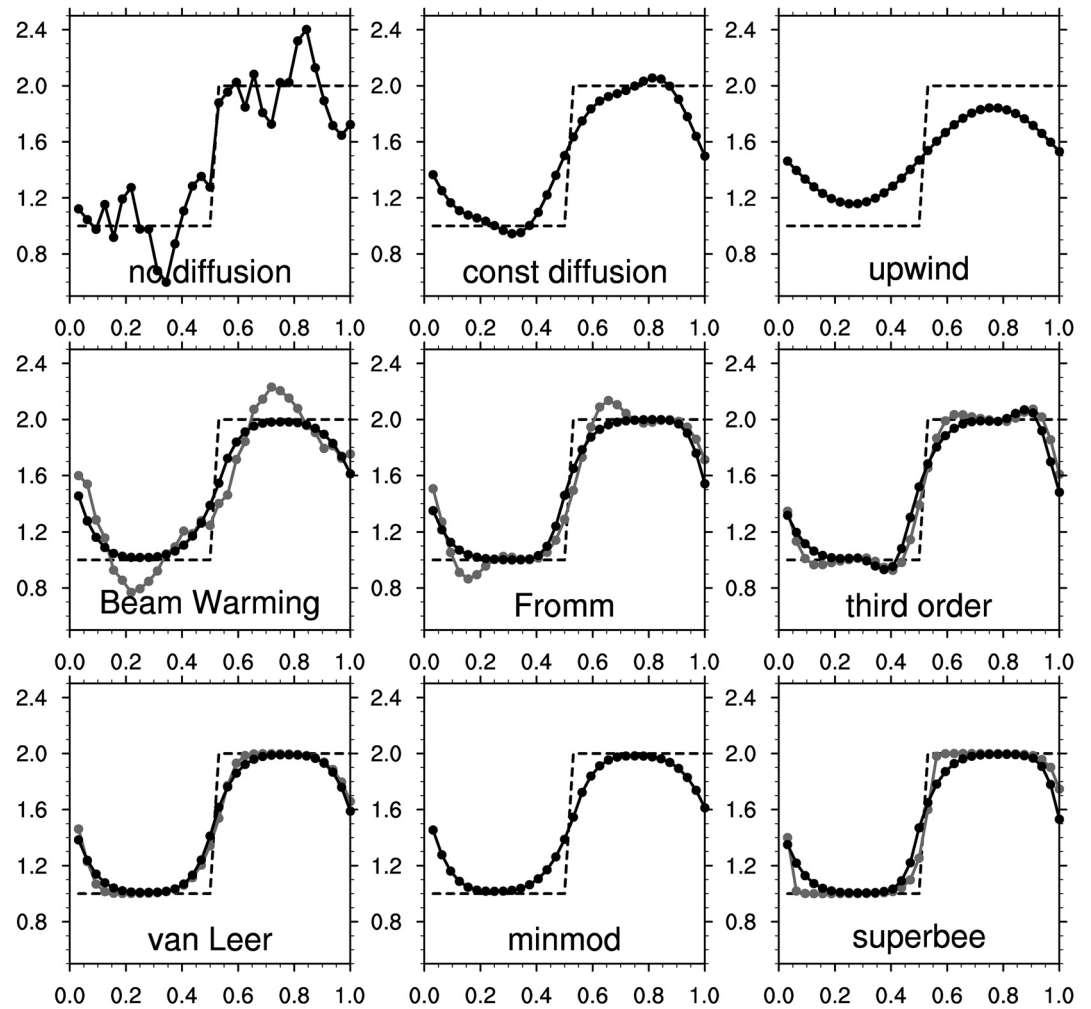 2.4 2.4 2.4
2.0 2.0 2.0
1.6 1.6 1.6
1.2 1.2 1.2
0.8 0.8 0.8
no diffusion const diffusion upwind
0.0 0.2 0.4 0.6 0.8 1.0 0.0 0.2 0.4 0.6 0.8 1.0 0.0 0.2 0.4 0.6 0.8 1.0
2.4 2.4 2.4
2.0 2.0 2.0
1.6 1.6 1.6
1.2 1.2 1.2
0.8 0.8 0.8
Beam Warming Fromm third order
0.0 0.2 0.4 0.6 0.8 1.0 0.0 0.2 0.4 0.6 0.8 1.0 0.0 0.2 0.4 0.6 0.8 1.0
2.4 2.4 2.4
2.0 2.0 2.0
1.6 1.6 1.6
1.2 1.2 1.2
0.8 0.8 0.8
van Leer minmod superbee
0.0 0.2 0.4 0.6 0.8 1.0 0.0 0.2 0.4 0.6 0.8 1.0 0.0 0.2 0.4 0.6 0.8 1.0